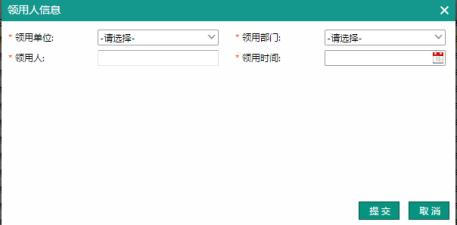 领用人信息
* 领用单位: -请选择- * 领用部门: -请选择-
* 领用人: * 领用时间:
提交 取消